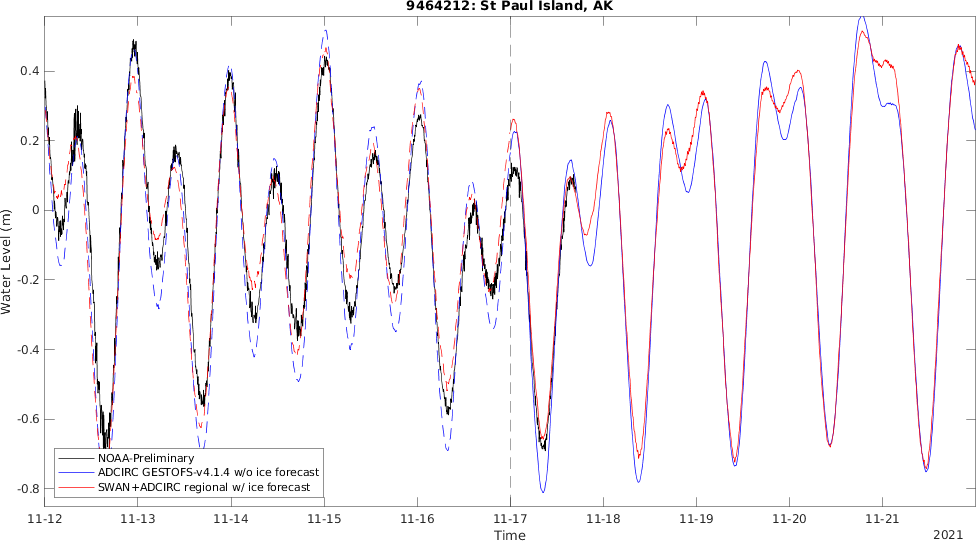 9464212: St Paul Island, AK
Water Level (m)
0.4
0.2
0
-0.2
-0.4
-0.6
-0.8
NOAA-Preliminary
ADCIRC GESTOFS-v4.1.4 w/o ice forecast
SWAN+ADCIRC regional w/ ice forecast
11-12 11-13 11-14 11-15 11-16 11-17 11-18 11-19 11-20 11-21
Time
2021